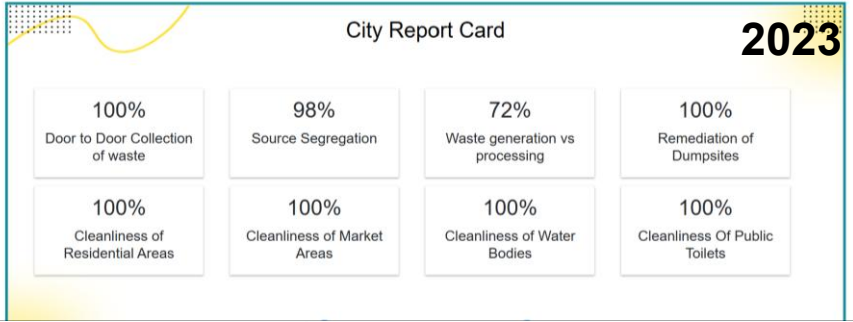 City Report Card
2023
100%
Door to Door Collection
of waste
98%
Source Segregation
72%
Waste generation vs
processing
100%
Remediation of
Dumpsites
100%
Cleanliness of
Residential Areas
100%
Cleanliness of Market
Areas
100%
Cleanliness of Water
Bodies
100%
Cleanliness Of Public
Toilets